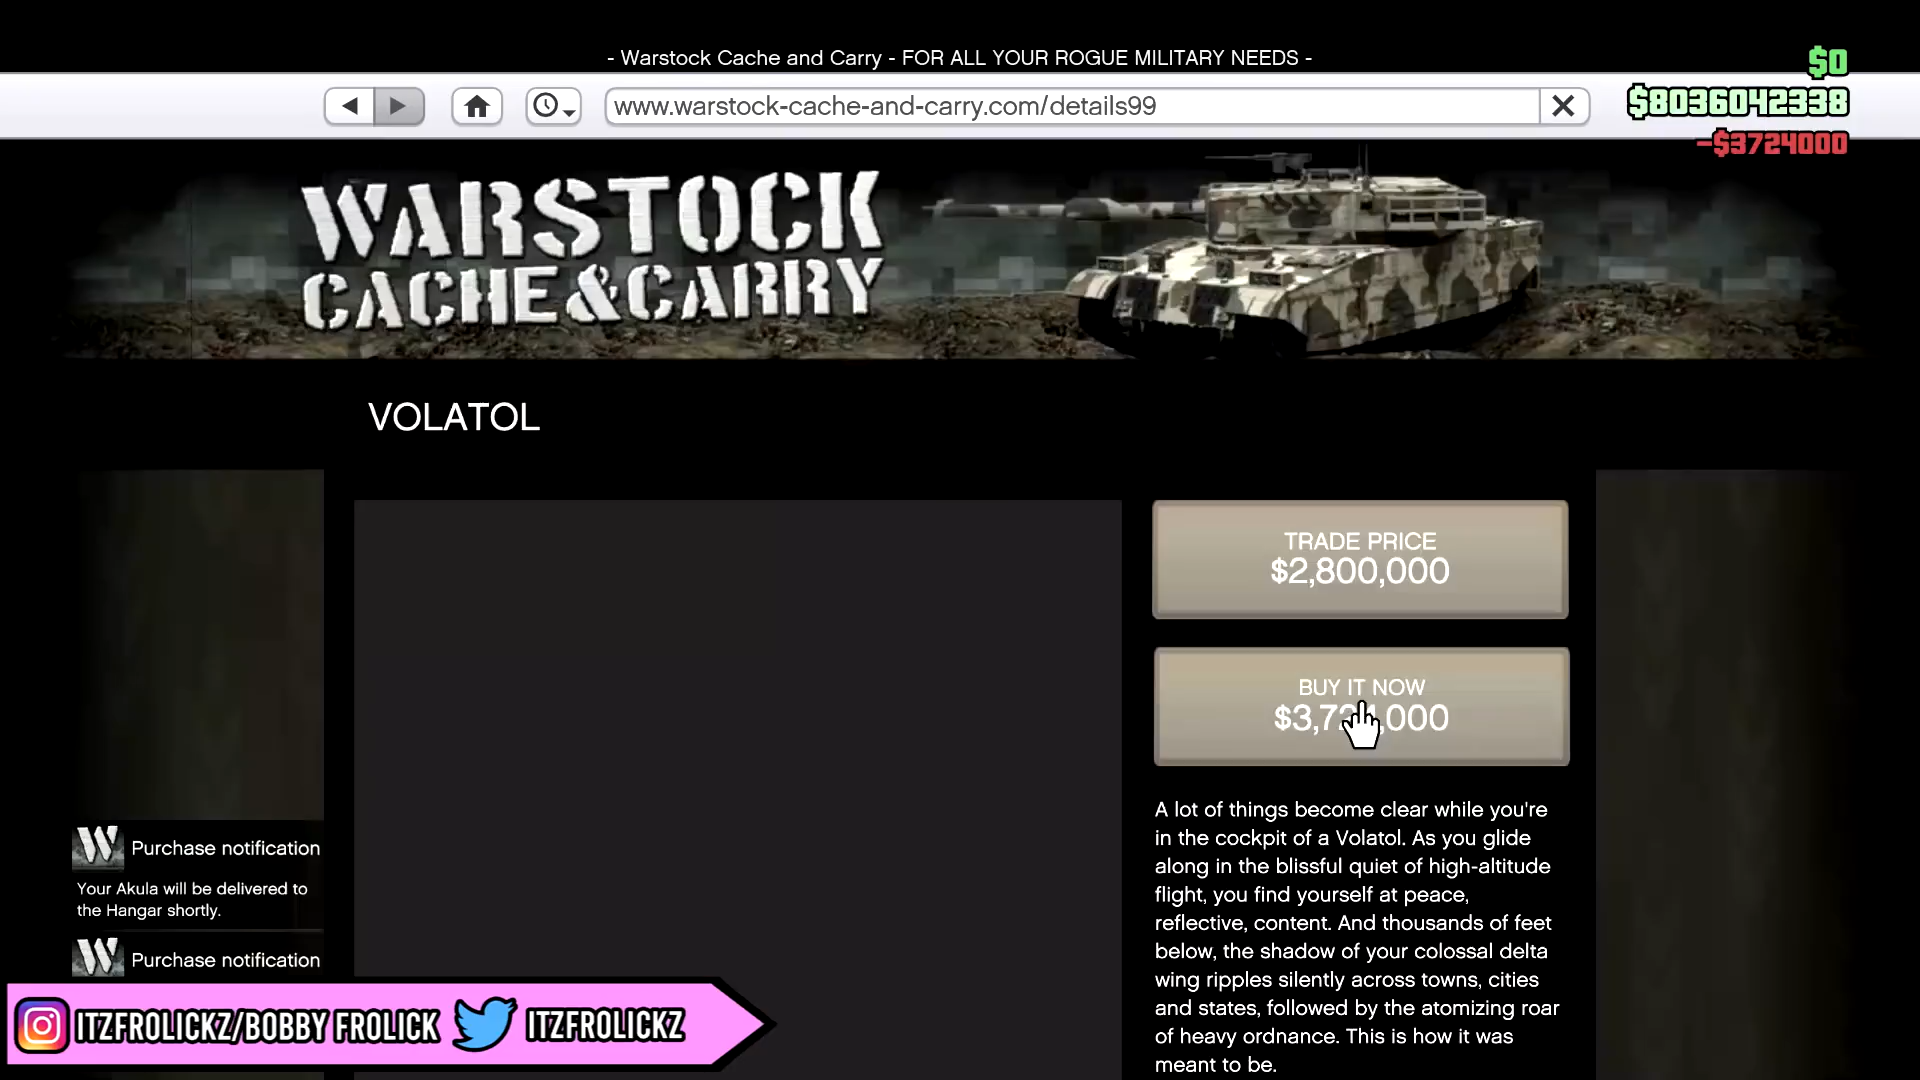 - Warstock Cache and Carry - FOR ALL YOUR ROGUE MILITARY NEEDS -
$0
www.warstock-cache-and-carry.com/details99
$8036042338
-$3724000
WARSTOCK
CACHE & CARRY
VOLATOL
TRADE PRICE
$2,800,000
BUY IT NOW
$3,724,000
A lot of things become clear while you're
in the cockpit of a Volatol. As you glide
along in the blissful quiet of high-altitude
flight, you find yourself at peace,
reflective, content. And thousands of feet
below, the shadow of your colossal delta
wing ripples silently across towns, cities
and states, followed by the atomizing roar
of heavy ordnance. This is how it was
meant to be.
W Purchase notification
Your Akula will be delivered to
the Hangar shortly.
W Purchase notification
ITZFROLICKZ/BOBBY FROLICK ITZFROLICKZ